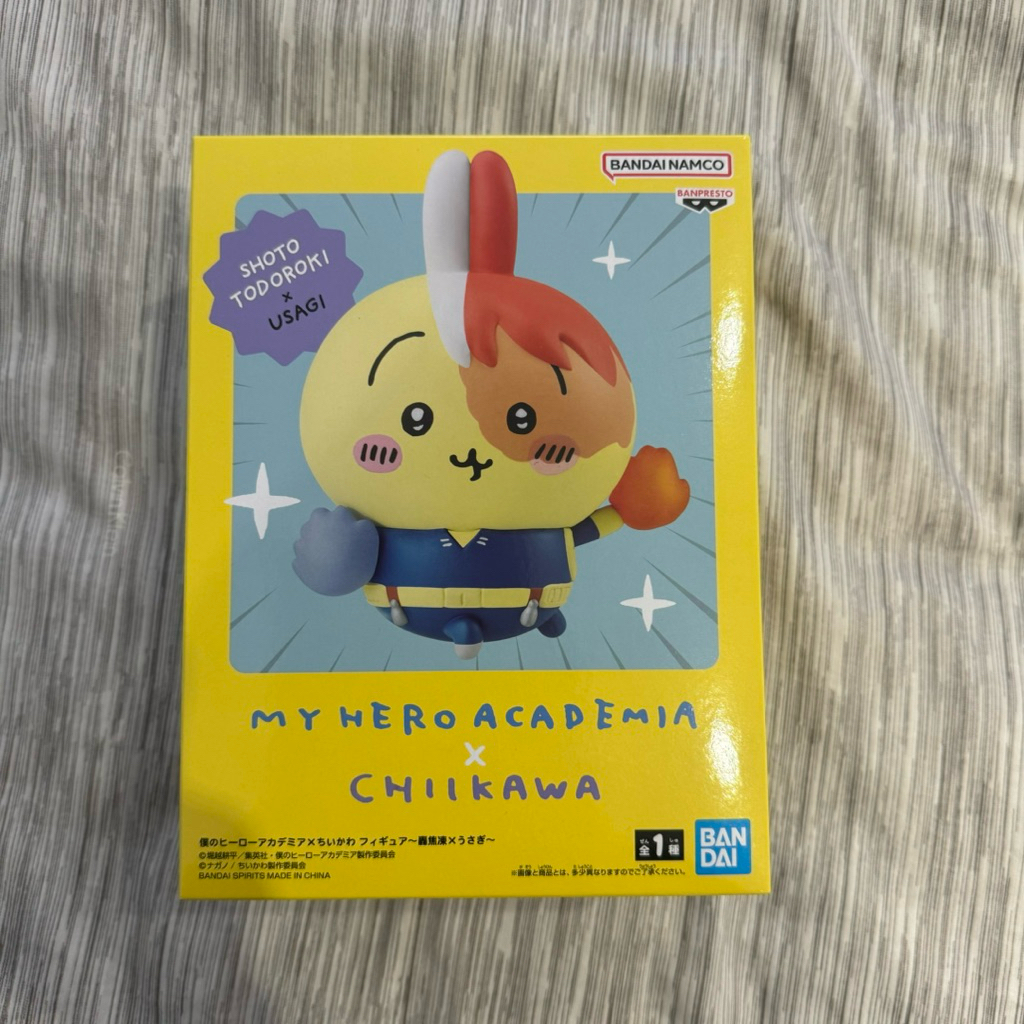 BANDAI NAMCO
BANPRESTO
SHOTO
TODOROKI
×
USAGI
MY HERO ACADEMIA
×
CHIIKAWA
僕のヒーローアカデミア×ちいかわ フィギュア〜轟焦凍×うさぎ〜
©堀越耕平／集英社・僕のヒーローアカデミア製作委員会
©ナガノ / ちいかわ製作委員会
BANDAI SPIRITS MADE IN CHINA
全1種
BAN
DAI
※画像と商品とは、多少異なりますのでご了承ください。